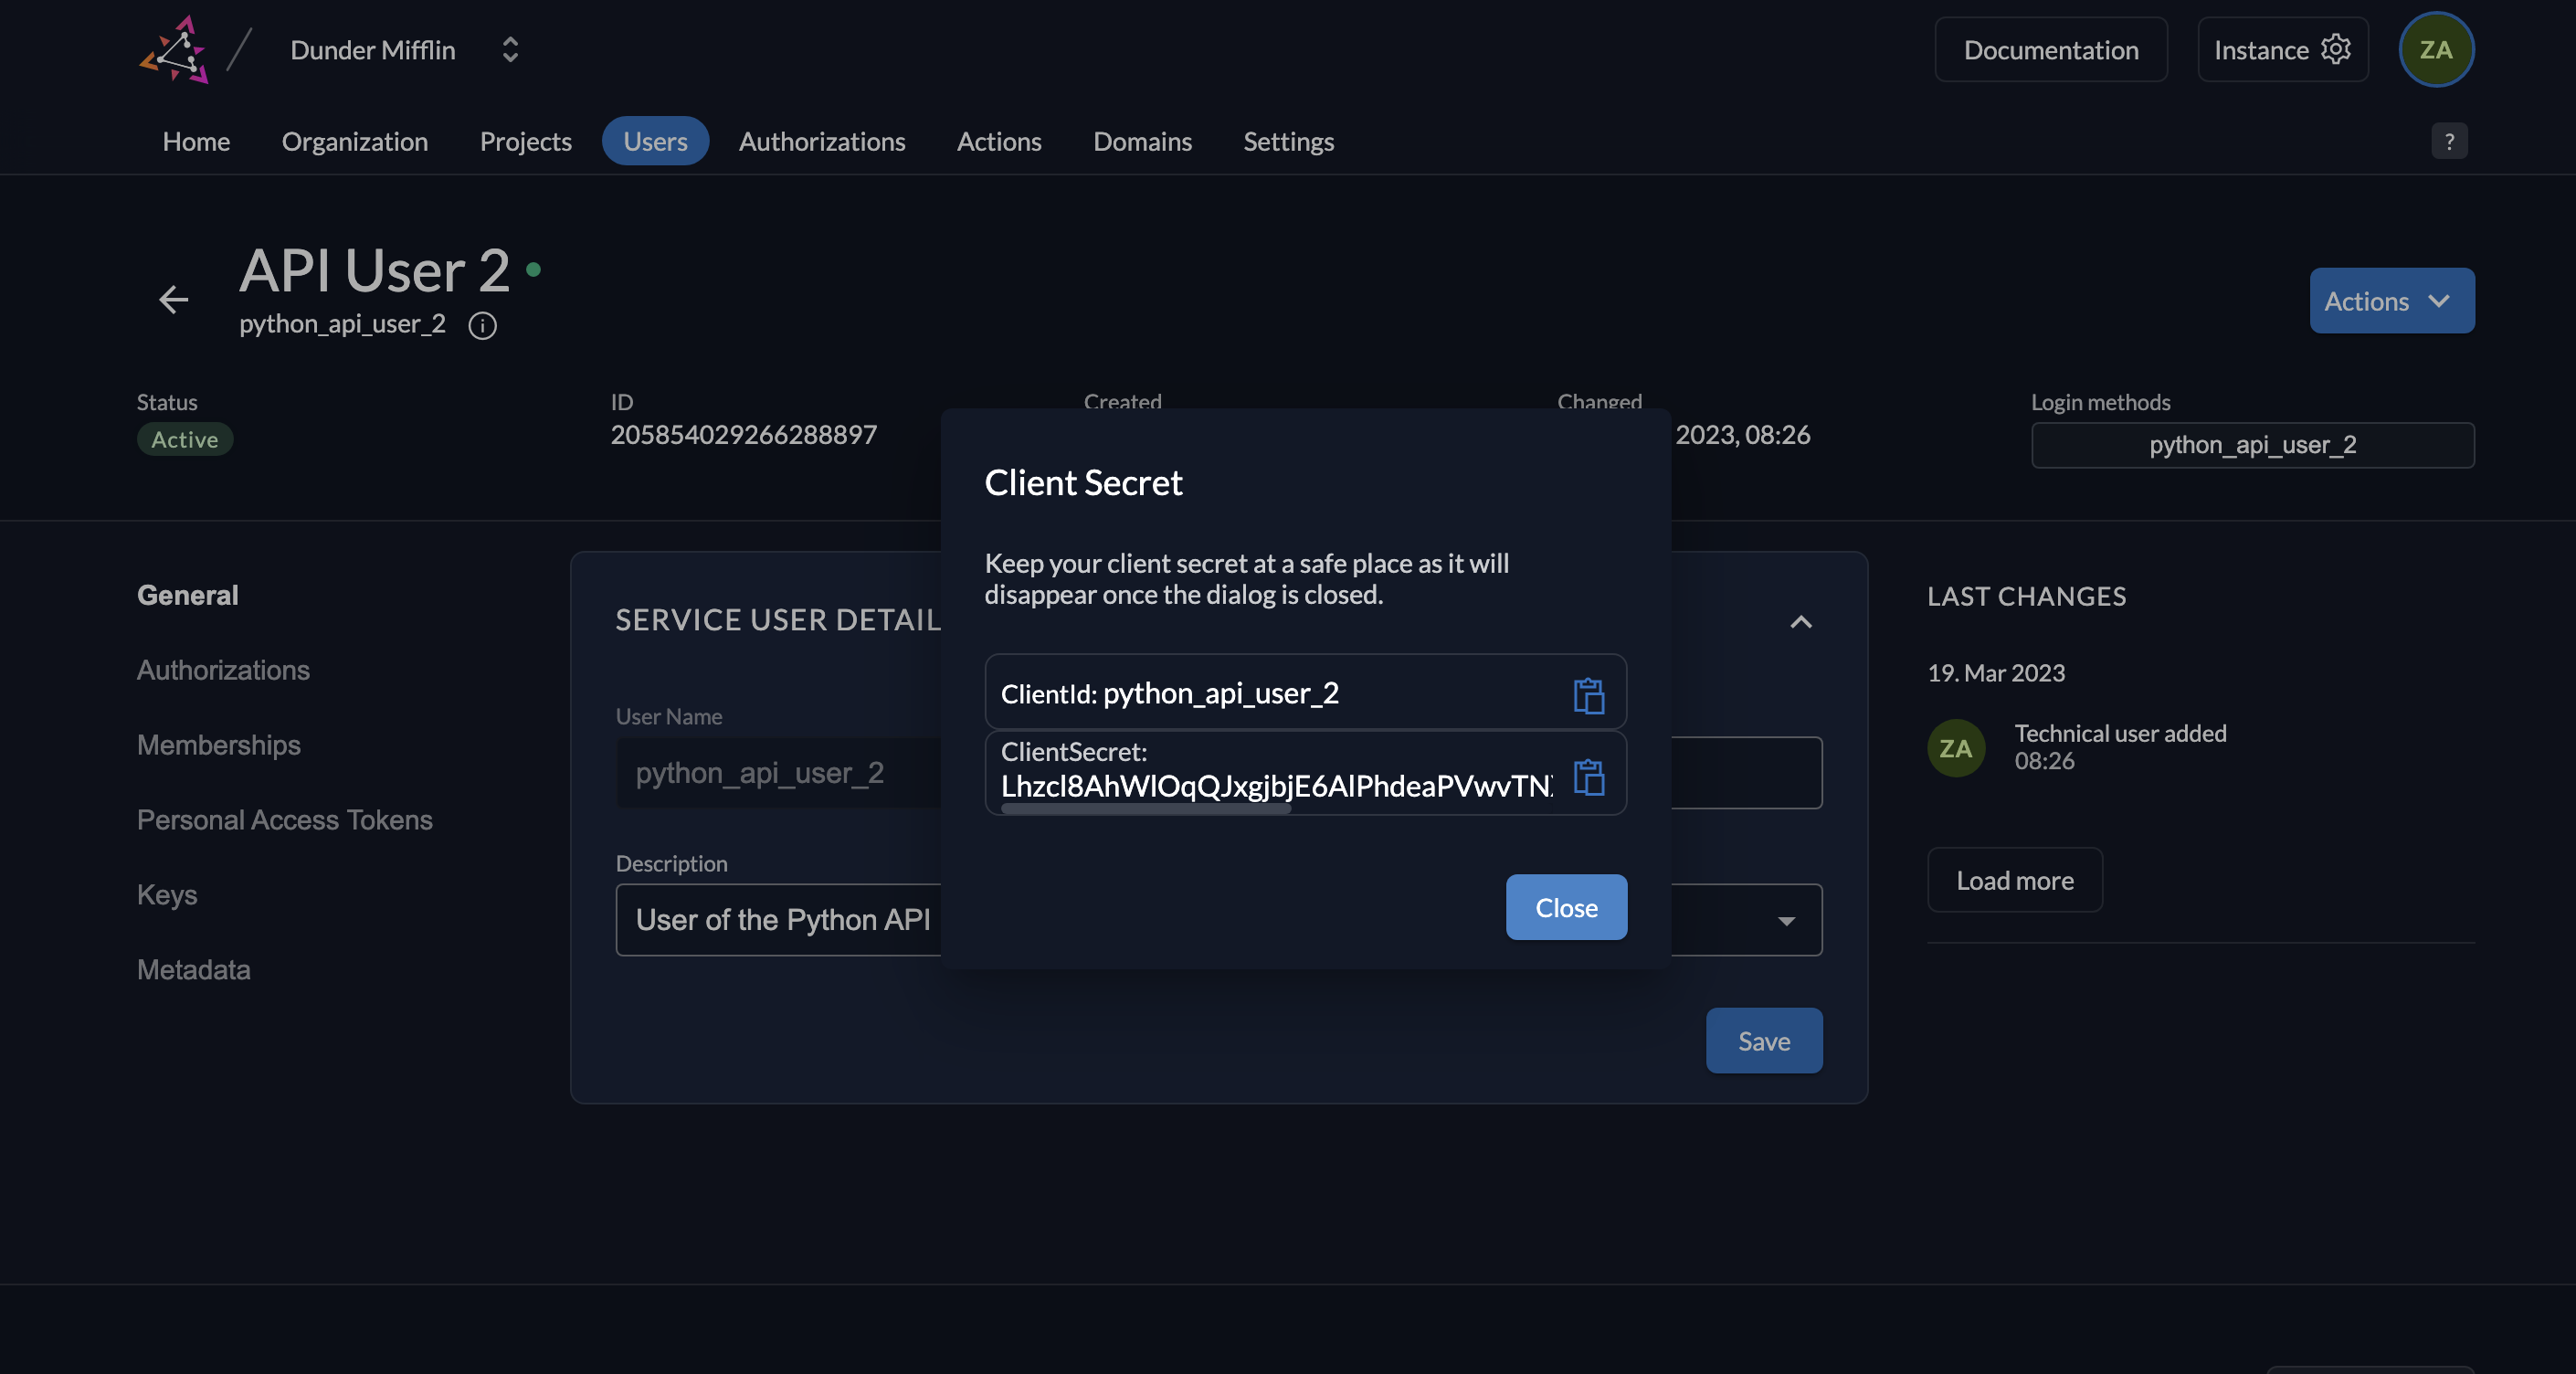 Dunder Mifflin
Documentation
Instance
ZA
Home
Organization
Projects
Users
Authorizations
Actions
Domains
Settings
?
API User 2
python_api_user_2
Actions
Status
Active
ID
205854029266288897
Created
Changed
2023, 08:26
Login methods
python_api_user_2
General
Authorizations
Memberships
Personal Access Tokens
Keys
Metadata
SERVICE USER DETAIL
User Name
python_api_user_2
Description
User of the Python API
Save
Client Secret
Keep your client secret at a safe place as it will
disappear once the dialog is closed.
ClientId: python_api_user_2
ClientSecret:
Lhzcl8AhWlOqQJxgjbjE6AlPhdeaPVwvTN
Close
LAST CHANGES
19. Mar 2023
ZA
Technical user added
08:26
Load more